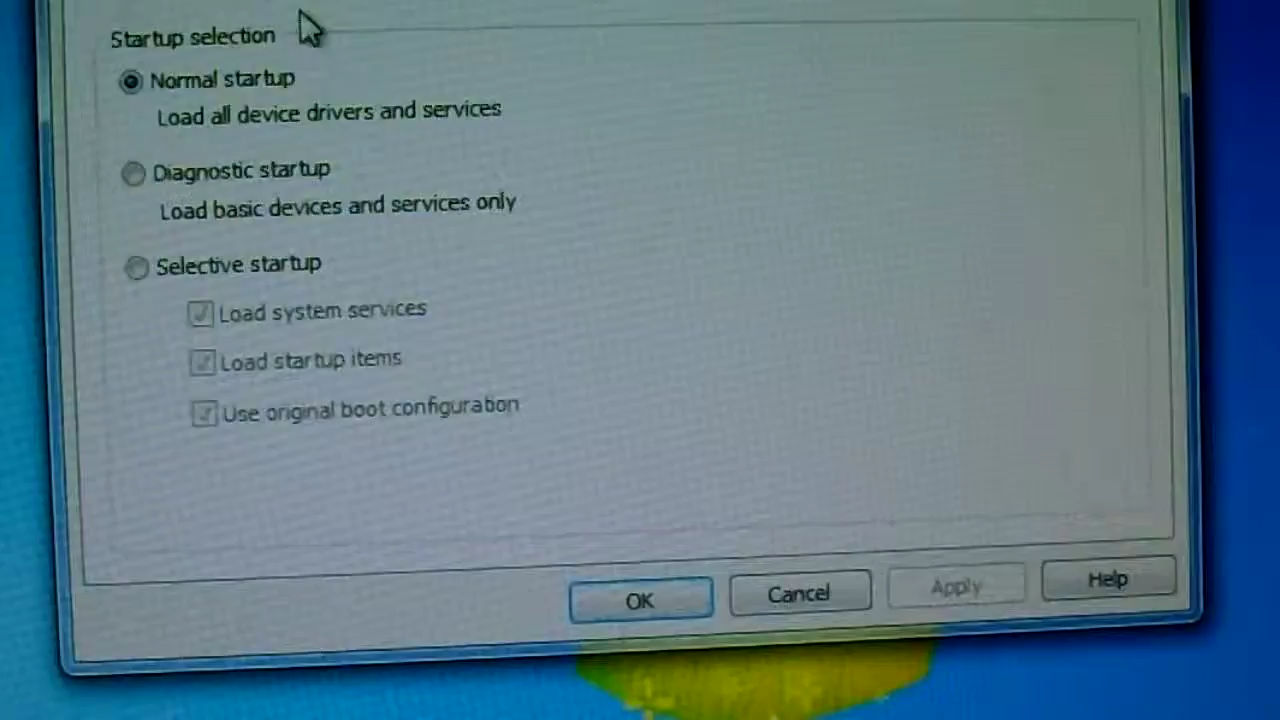 Startup selection
Normal startup
Load all device drivers and services
Diagnostic startup
Load basic devices and services only
Selective startup
Load system services
Load startup items
Use original boot configuration
OK
Cancel
Apply
Help